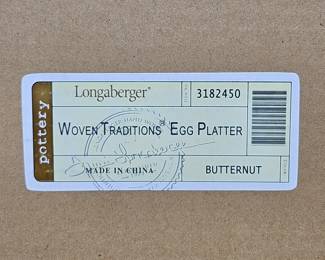 pottery
Longaberger®
3182450
Woven Traditions® Egg Platter
MADE IN CHINA
BUTTERNUT